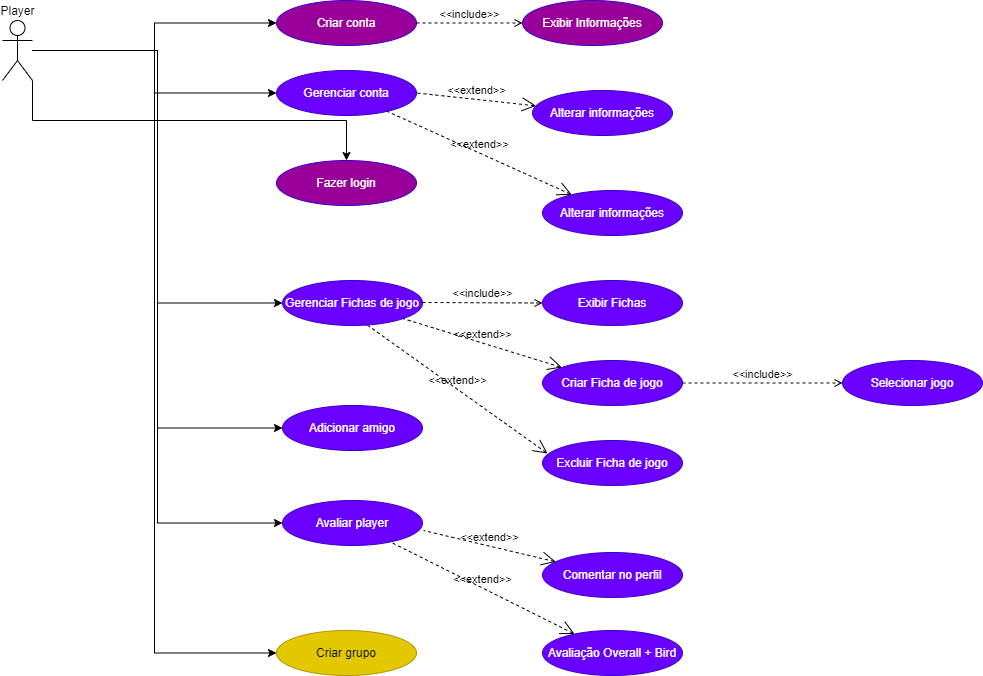 Player
Criar conta
<<include>>
Exibir Informações
Gerenciar conta
<<extend>>
Alterar informações
<<extend>>
Fazer login
Alterar informações
Gerenciar Fichas de jogo
<<include>>
Exibir Fichas
<<extend>>
Criar Ficha de jogo
<<include>>
Selecionar jogo
<<extend>>
Adicionar amigo
Excluir Ficha de jogo
Avaliar player
<<extend>>
Comentar no perfil
<<extend>>
Criar grupo
Avaliação Overall + Bird